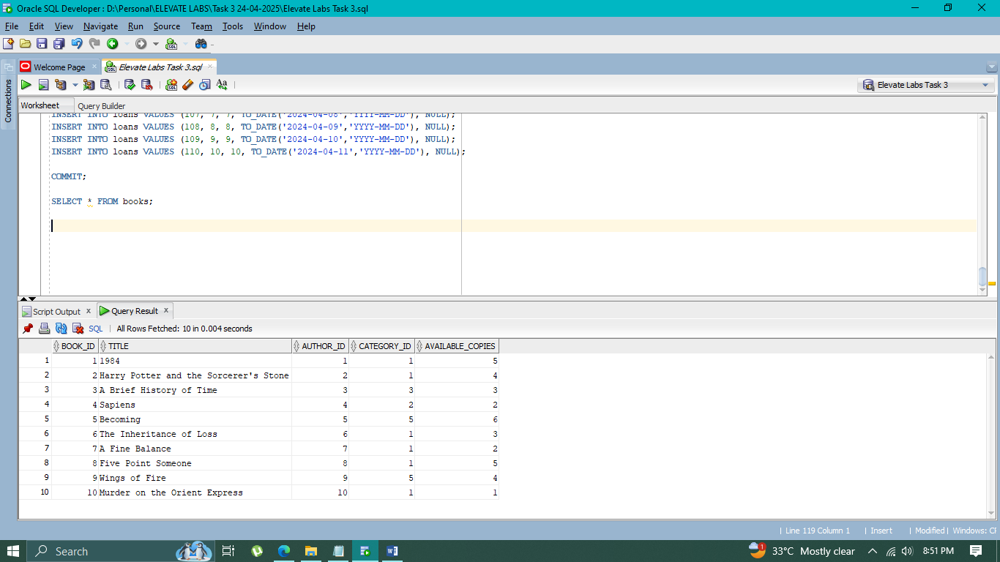 Oracle SQL Developer : D:\Personal\ELEVATE LABS\Task 3 24-04-2025\Elevate Labs Task 3.sql
File Edit View Navigate Run Source Team Tools Window Help
Connections
Welcome Page
Elevate Labs Task 3.sql
Elevate Labs Task 3
Worksheet Query Builder
INSERT INTO loans VALUES (107, 7, 7, TO_DATE('2024-04-08','YYYY-MM-DD'), NULL);
INSERT INTO loans VALUES (108, 8, 8, TO_DATE('2024-04-09','YYYY-MM-DD'), NULL);
INSERT INTO loans VALUES (109, 9, 9, TO_DATE('2024-04-10','YYYY-MM-DD'), NULL);
INSERT INTO loans VALUES (110, 10, 10, TO_DATE('2024-04-11','YYYY-MM-DD'), NULL);
COMMIT;
SELECT * FROM books;
Script Output x Query Result x
SQL | All Rows Fetched: 10 in 0.004 seconds
BOOK_ID TITLE AUTHOR_ID CATEGORY_ID AVAILABLE_COPIES
1 1 1984 1 1 5
2 2 Harry Potter and the Sorcerer's Stone 2 1 4
3 3 A Brief History of Time 3 3 3
4 4 Sapiens 4 2 2
5 5 Becoming 5 5 6
6 6 The Inheritance of Loss 6 1 3
7 7 A Fine Balance 7 1 2
8 8 Five Point Someone 8 1 5
9 9 Wings of Fire 9 5 4
10 10 Murder on the Orient Express 10 1 1
| Line 119 Column 1 | Insert | Modified | Windows: CF
Search
1 33°C Mostly clear 8:51 PM